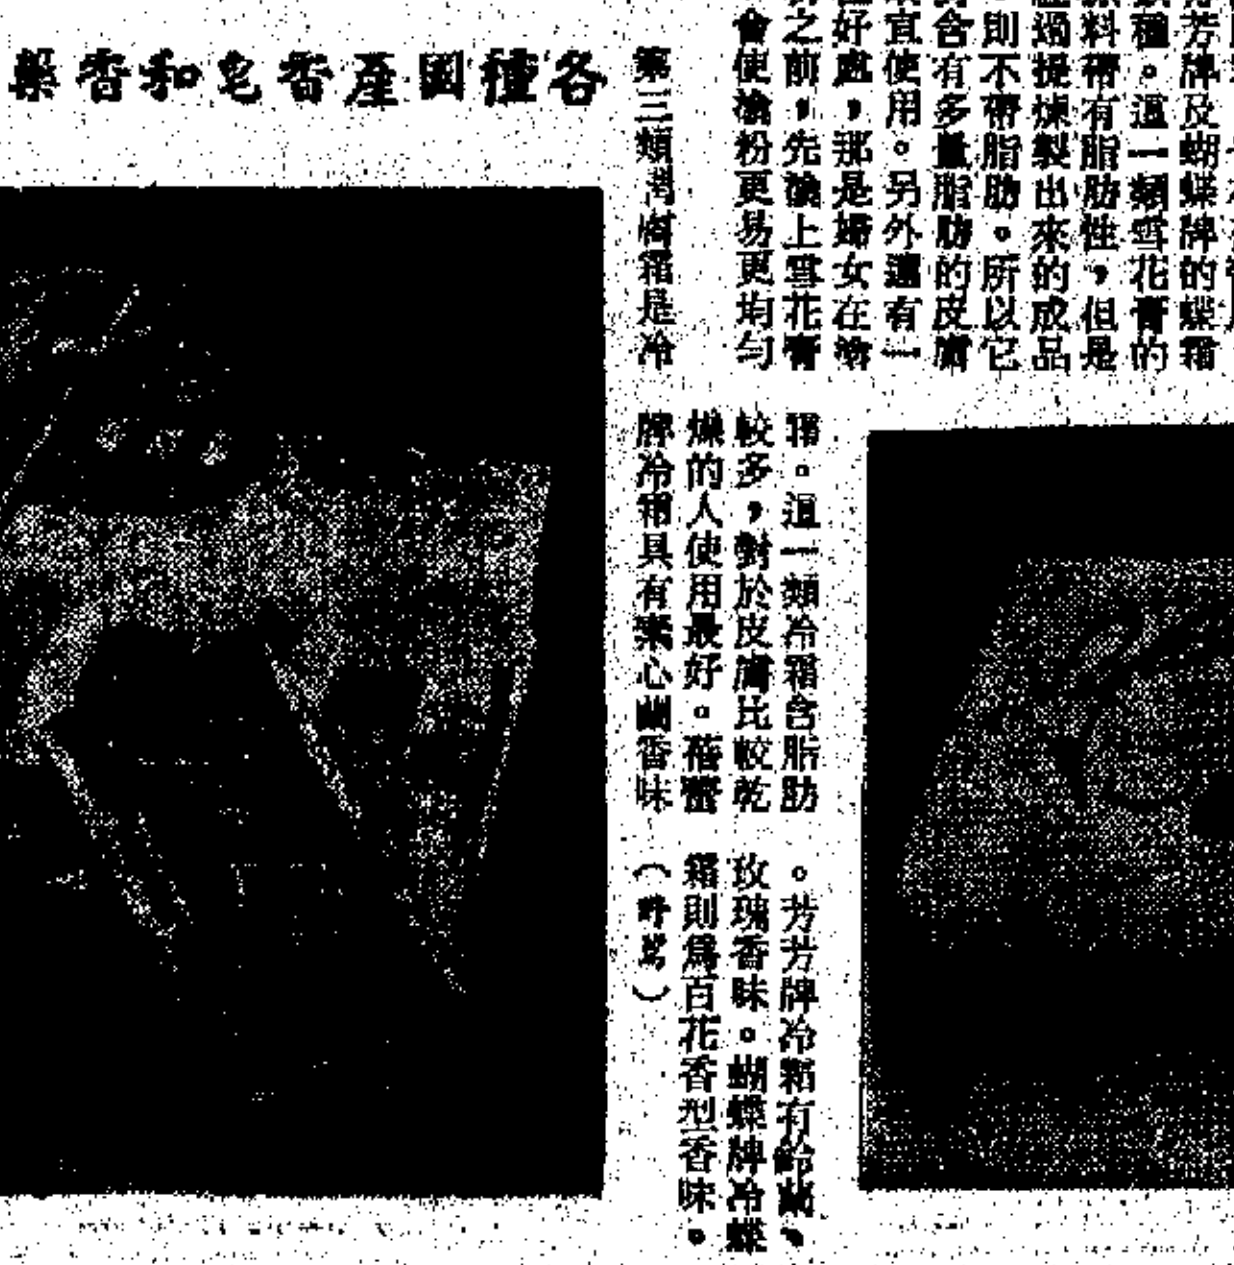 各種國產香皂和香藥
芳牌及蝴蝶牌的蝶霜
種。這一類雪花膏的
料帶有脂肪性，但是
過提煉製出來的成品
則不帶脂肪。所以它
含有多量脂肪的皮膚
宜使用。另外還有一
好處，那是婦女在搽
之前，先搽上雪花膏
會使搽粉更易更均勻
第三類潤膚霜是冷
霜。這一類冷霜含脂肪
較多，對於皮膚比較乾
燥的人使用最好。蓓蕾
牌冷霜具有素心蘭香味
。芳芳牌冷霜有鈴蘭、
玫瑰香味。蝴蝶牌冷蝶
霜則爲百花香型香味。